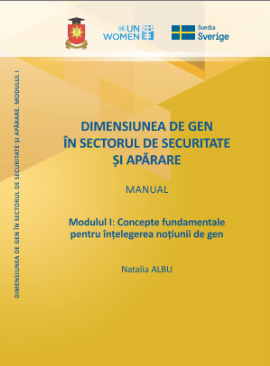 UN
WOMEN
Suedia
Sverige
DIMENSIUNEA DE GEN
ÎN SECTORUL DE SECURITATE
ȘI APĂRARE
MANUAL
Modulul I: Concepte fundamentale
pentru înțelegerea noțiunii de gen
Natalia ALBU
DIMENSIUNEA DE GEN ÎN SECTORUL DE SECURITATE ȘI APĂRARE. MODULUL I